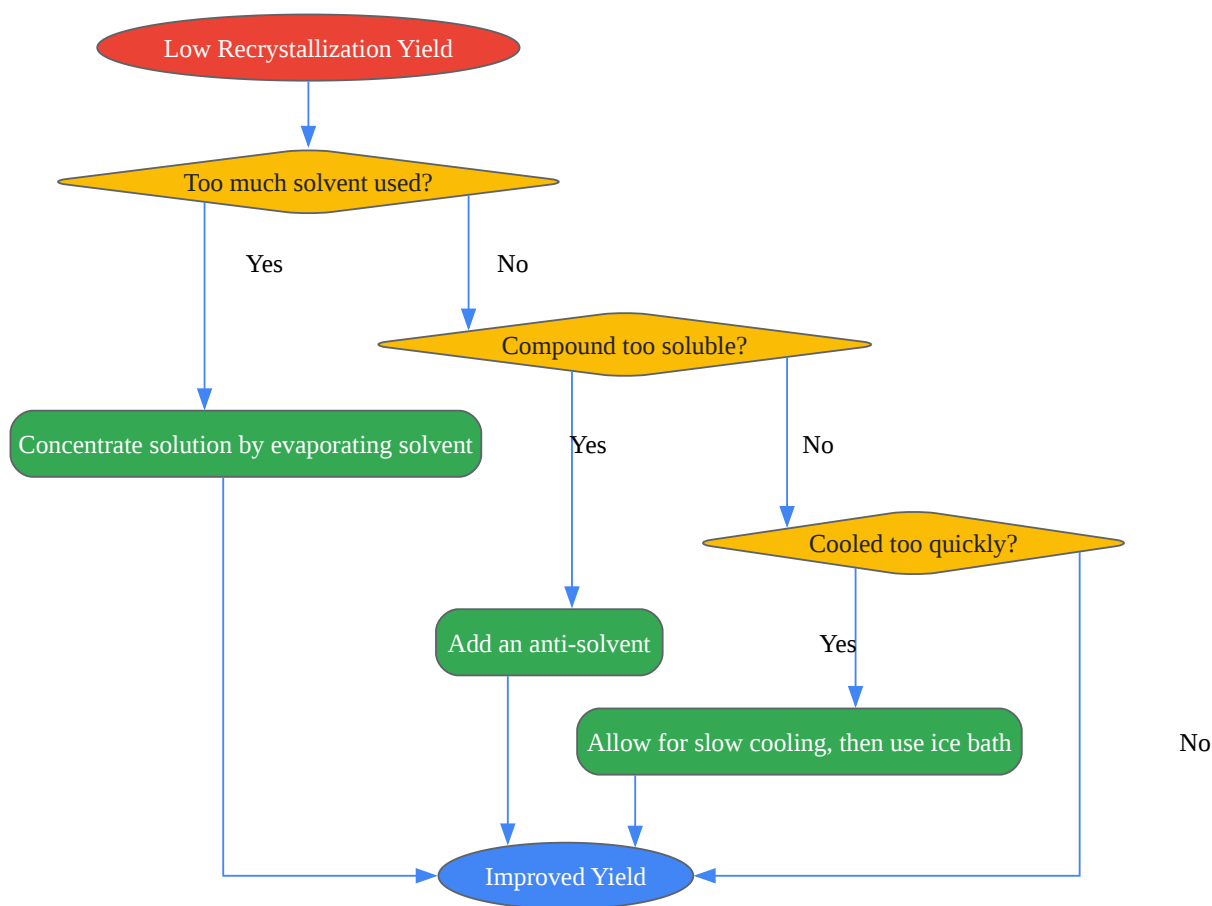 Low Recrystallization Yield
Too much solvent used?
Yes
No
Compound too soluble?
Concentrate solution by evaporating solvent
Yes
No
Cooled too quickly?
Add an anti-solvent
Yes
Allow for slow cooling, then use ice bath
No
Improved Yield